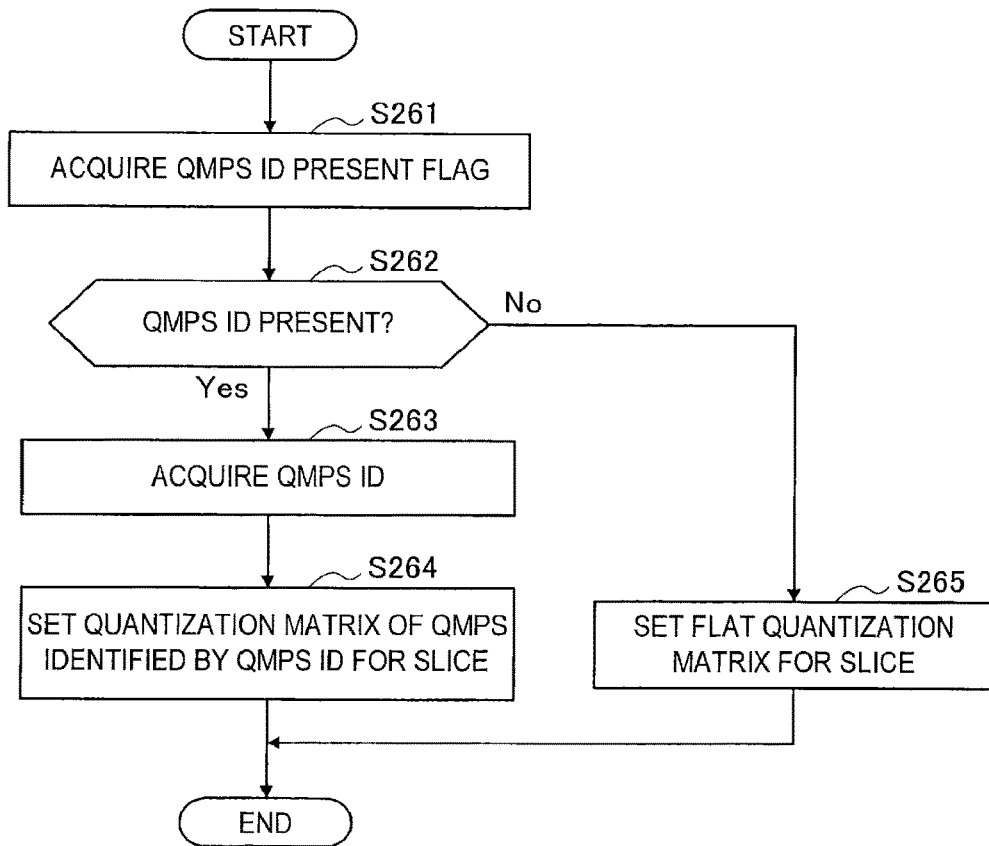 START
S261
ACQUIRE QMPS ID PRESENT FLAG
S262
QMPS ID PRESENT?
No
Yes
S263
ACQUIRE QMPS ID
S264
SET QUANTIZATION MATRIX OF QMPS
IDENTIFIED BY QMPS ID FOR SLICE
S265
SET FLAT QUANTIZATION
MATRIX FOR SLICE
END